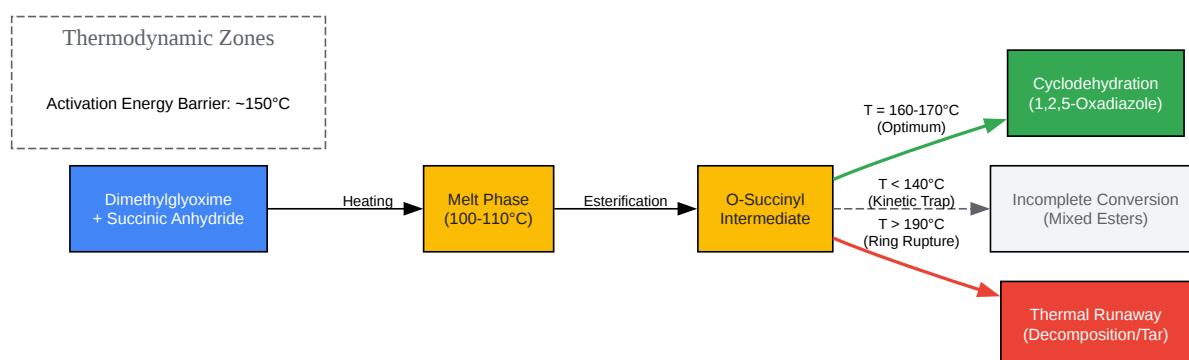 Thermodynamic Zones
Activation Energy Barrier: ~150°C
Dimethylglyoxime
+ Succinic Anhydride
Heating
Melt Phase
(100-110°C)
Esterification
O-Succinyl
Intermediate
T = 160-170°C
(Optimum)
Cyclodehydration
(1,2,5-Oxadiazole)
T < 140°C
(Kinetic Trap)
Incomplete Conversion
(Mixed Esters)
T > 190°C
(Ring Rupture)
Thermal Runaway
(Decomposition/Tar)